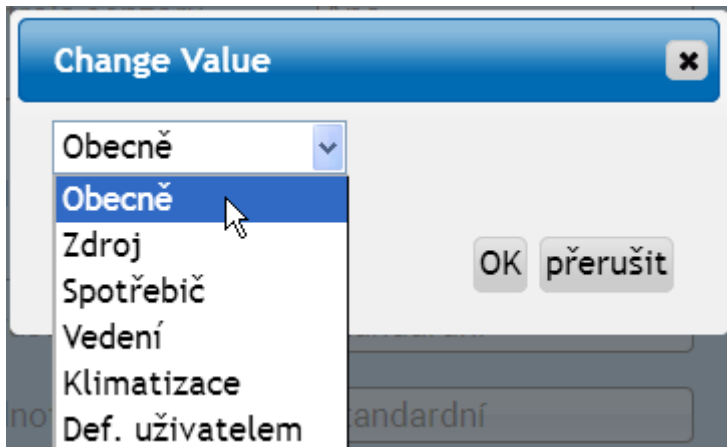 Change Value
Obecně
Obecně
Zdroj
Spotřebič
Vedení
Klimatizace
Def. uživatelem
OK přerušit